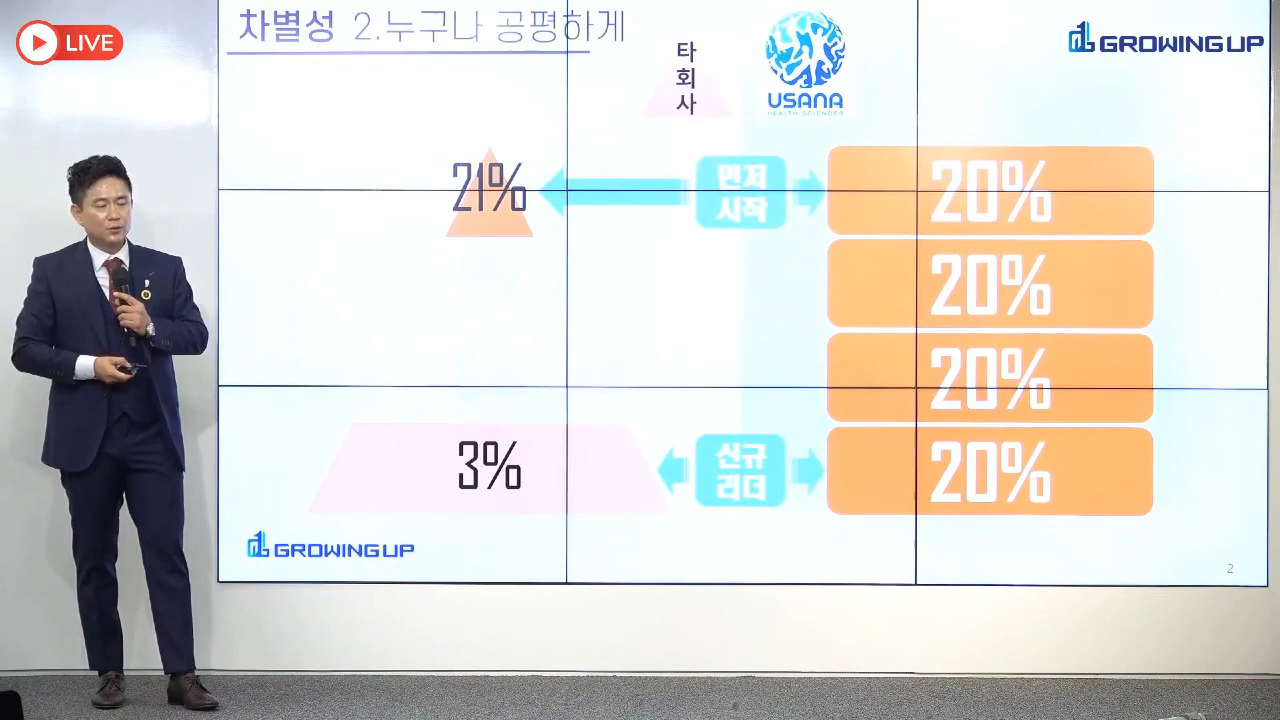 LIVE
차별성 2.누구나 공평하게
GROWING UP
타
회
사
USANA
HEALTH SCIENCES
21%
먼저
시작
20%
20%
20%
3%
신규
리더
20%
GROWING UP
2